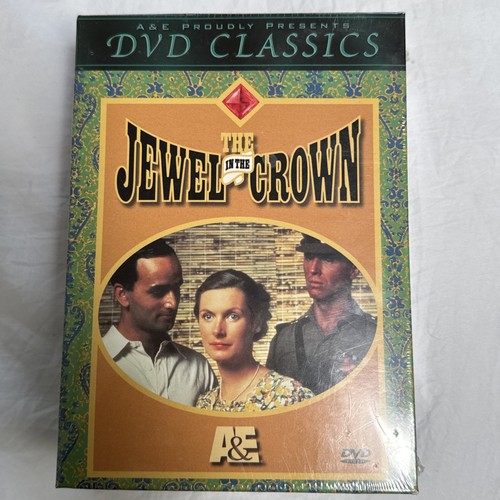 A&E PROUDLY PRESENTS
DVD CLASSICS
THE
JEWEL IN THE CROWN
A&E
DVD